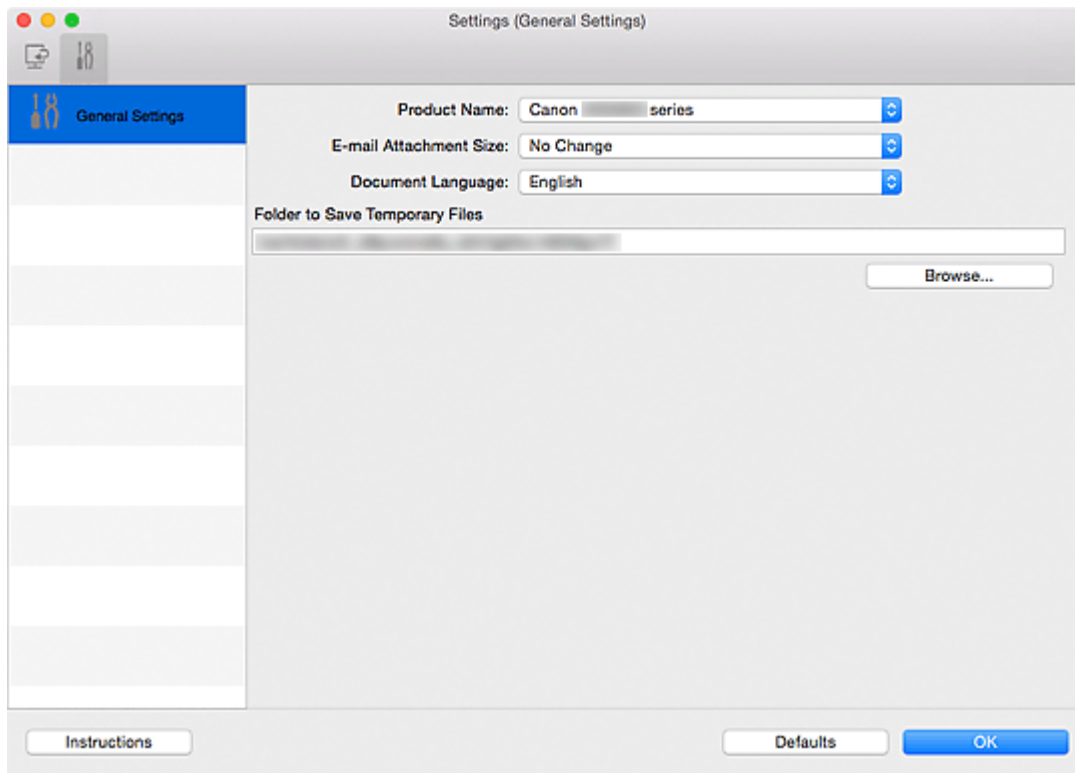 Settings (General Settings)
General Settings
Product Name: Canon series
E-mail Attachment Size: No Change
Document Language: English
Folder to Save Temporary Files
Browse...
Instructions Defaults OK